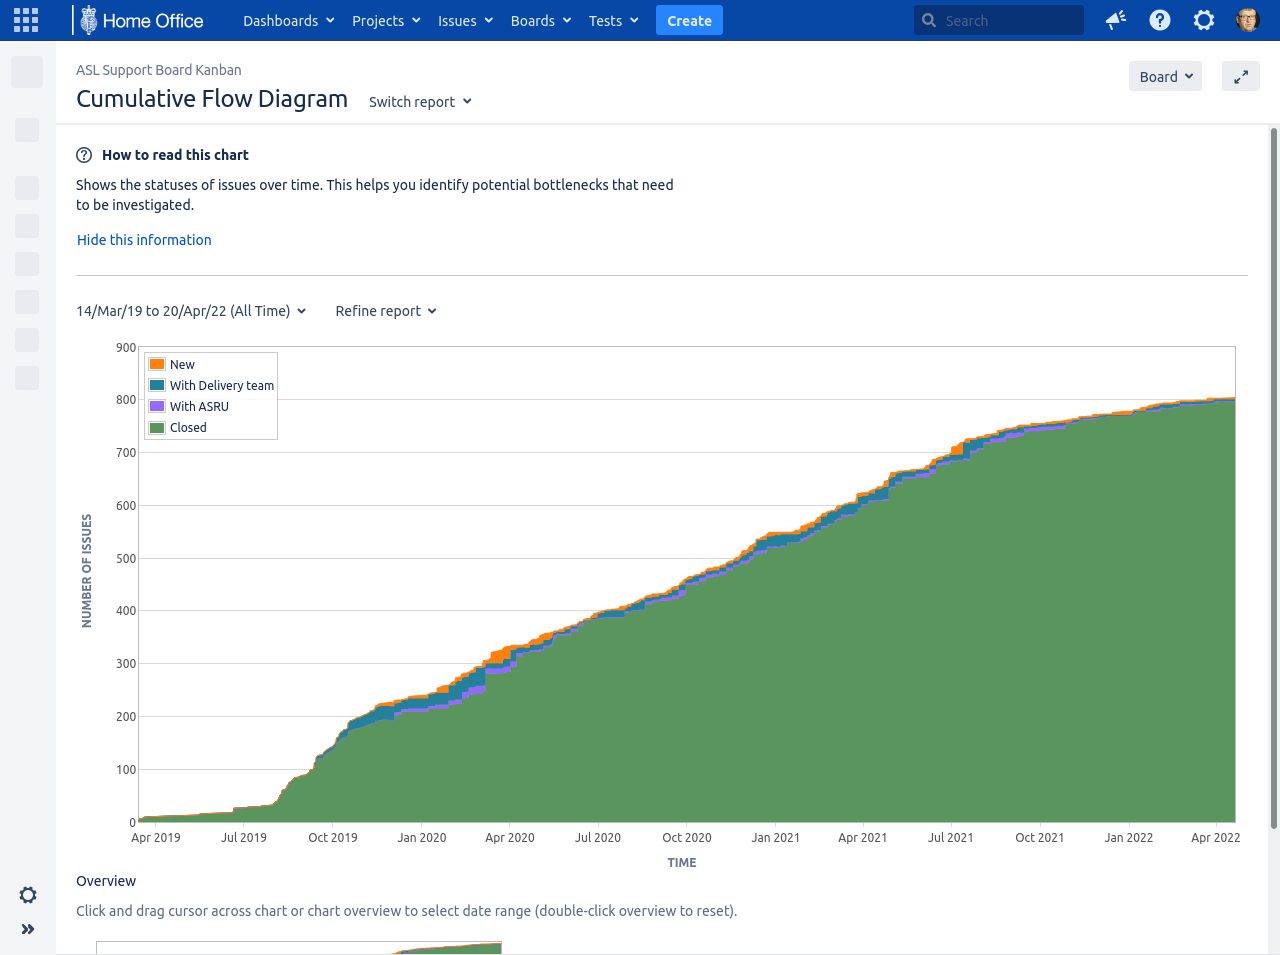 Home Office
Dashboards Projects Issues Boards Tests Create Search
ASL Support Board Kanban
Board
Cumulative Flow Diagram Switch report
How to read this chart
Shows the statuses of issues over time. This helps you identify potential bottlenecks that need
to be investigated.
Hide this information
14/Mar/19 to 20/Apr/22 (All Time) Refine report
New
With Delivery team
With ASRU
Closed
900
800
700
600
500
400
300
200
100
0
NUMBER OF ISSUES
Apr 2019 Jul 2019 Oct 2019 Jan 2020 Apr 2020 Jul 2020 Oct 2020 Jan 2021 Apr 2021 Jul 2021 Oct 2021 Jan 2022 Apr 2022
TIME
Overview
Click and drag cursor across chart or chart overview to select date range (double-click overview to reset).